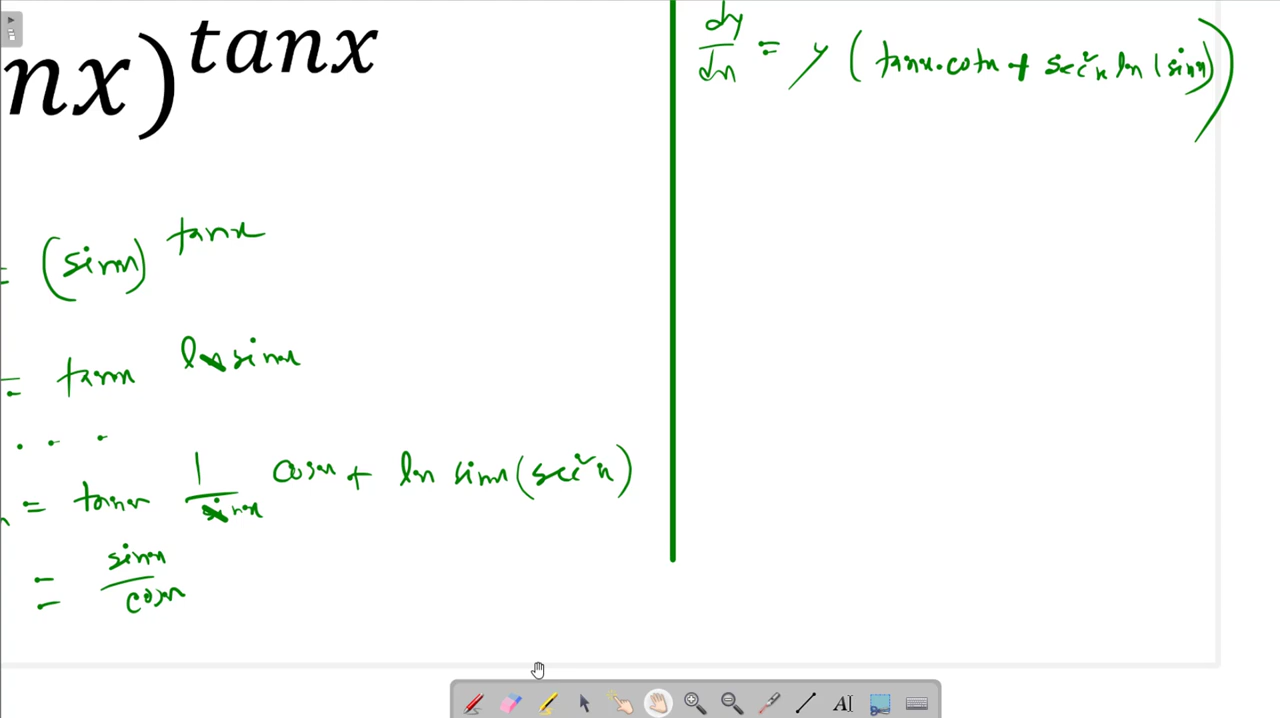 nx)^tanx
= (sinx)^tanx
= tanx ln sinx
= tanx 1/sinx cosx + ln sinx (sec²x)
= sinx/cosx
dy/dx = y (tanx·cotx + sec²x ln(sinx))
AI